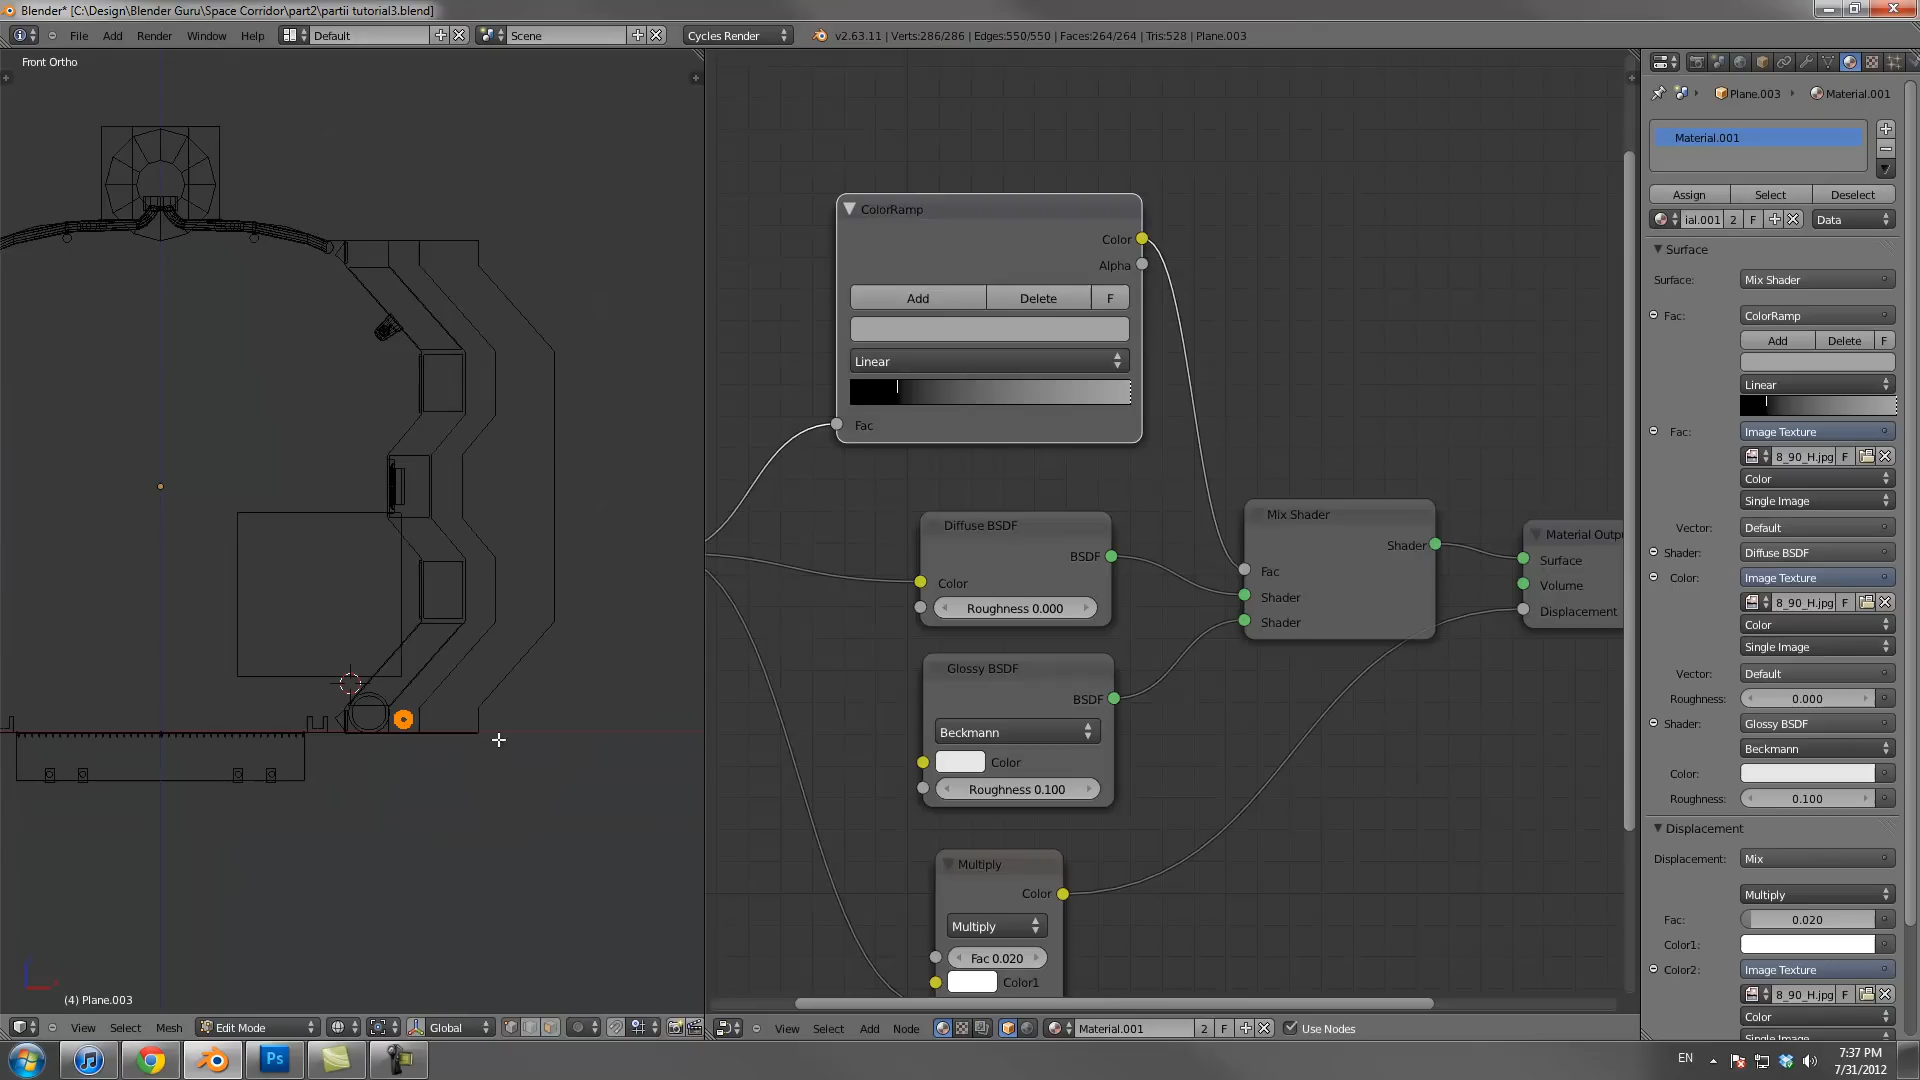 Blender* [C:\Design\Blender Guru\Space Corridor\part2\partii tutorial3.blend]
File Add Render Window Help Default Scene Cycles Render v2.63.11 | Verts:286/286 | Edges:550/550 | Faces:264/264 | Tris:528 | Plane.003
Front Ortho
(4) Plane.003
View Select Mesh Edit Mode Global
ColorRamp
Color
Alpha
Add Delete F
Linear
Fac
Diffuse BSDF
BSDF
Color
Roughness 0.000
Glossy BSDF
BSDF
Beckmann
Color
Roughness 0.100
Multiply
Color
Multiply
Fac 0.020
Color1
Mix Shader
Shader
Fac
Shader
Shader
Material Outpu
Surface
Volume
Displacement
View Select Add Node Material.001 2 F Use Nodes
Plane.003 Material.001
Material.001
Assign Select Deselect
ial.001 2 F Data
Surface
Surface: Mix Shader
Fac: ColorRamp
Add Delete F
Linear
Fac: Image Texture
8_90_H.jpg F
Color
Single Image
Vector: Default
Shader: Diffuse BSDF
Color: Image Texture
8_90_H.jpg F
Color
Single Image
Vector: Default
Roughness: 0.000
Shader: Glossy BSDF
Beckmann
Color:
Roughness: 0.100
Displacement
Displacement: Mix
Multiply
Fac: 0.020
Color1:
Color2: Image Texture
8_90_H.jpg F
Color
Single Image
Ps
EN
7:37 PM
7/31/2012